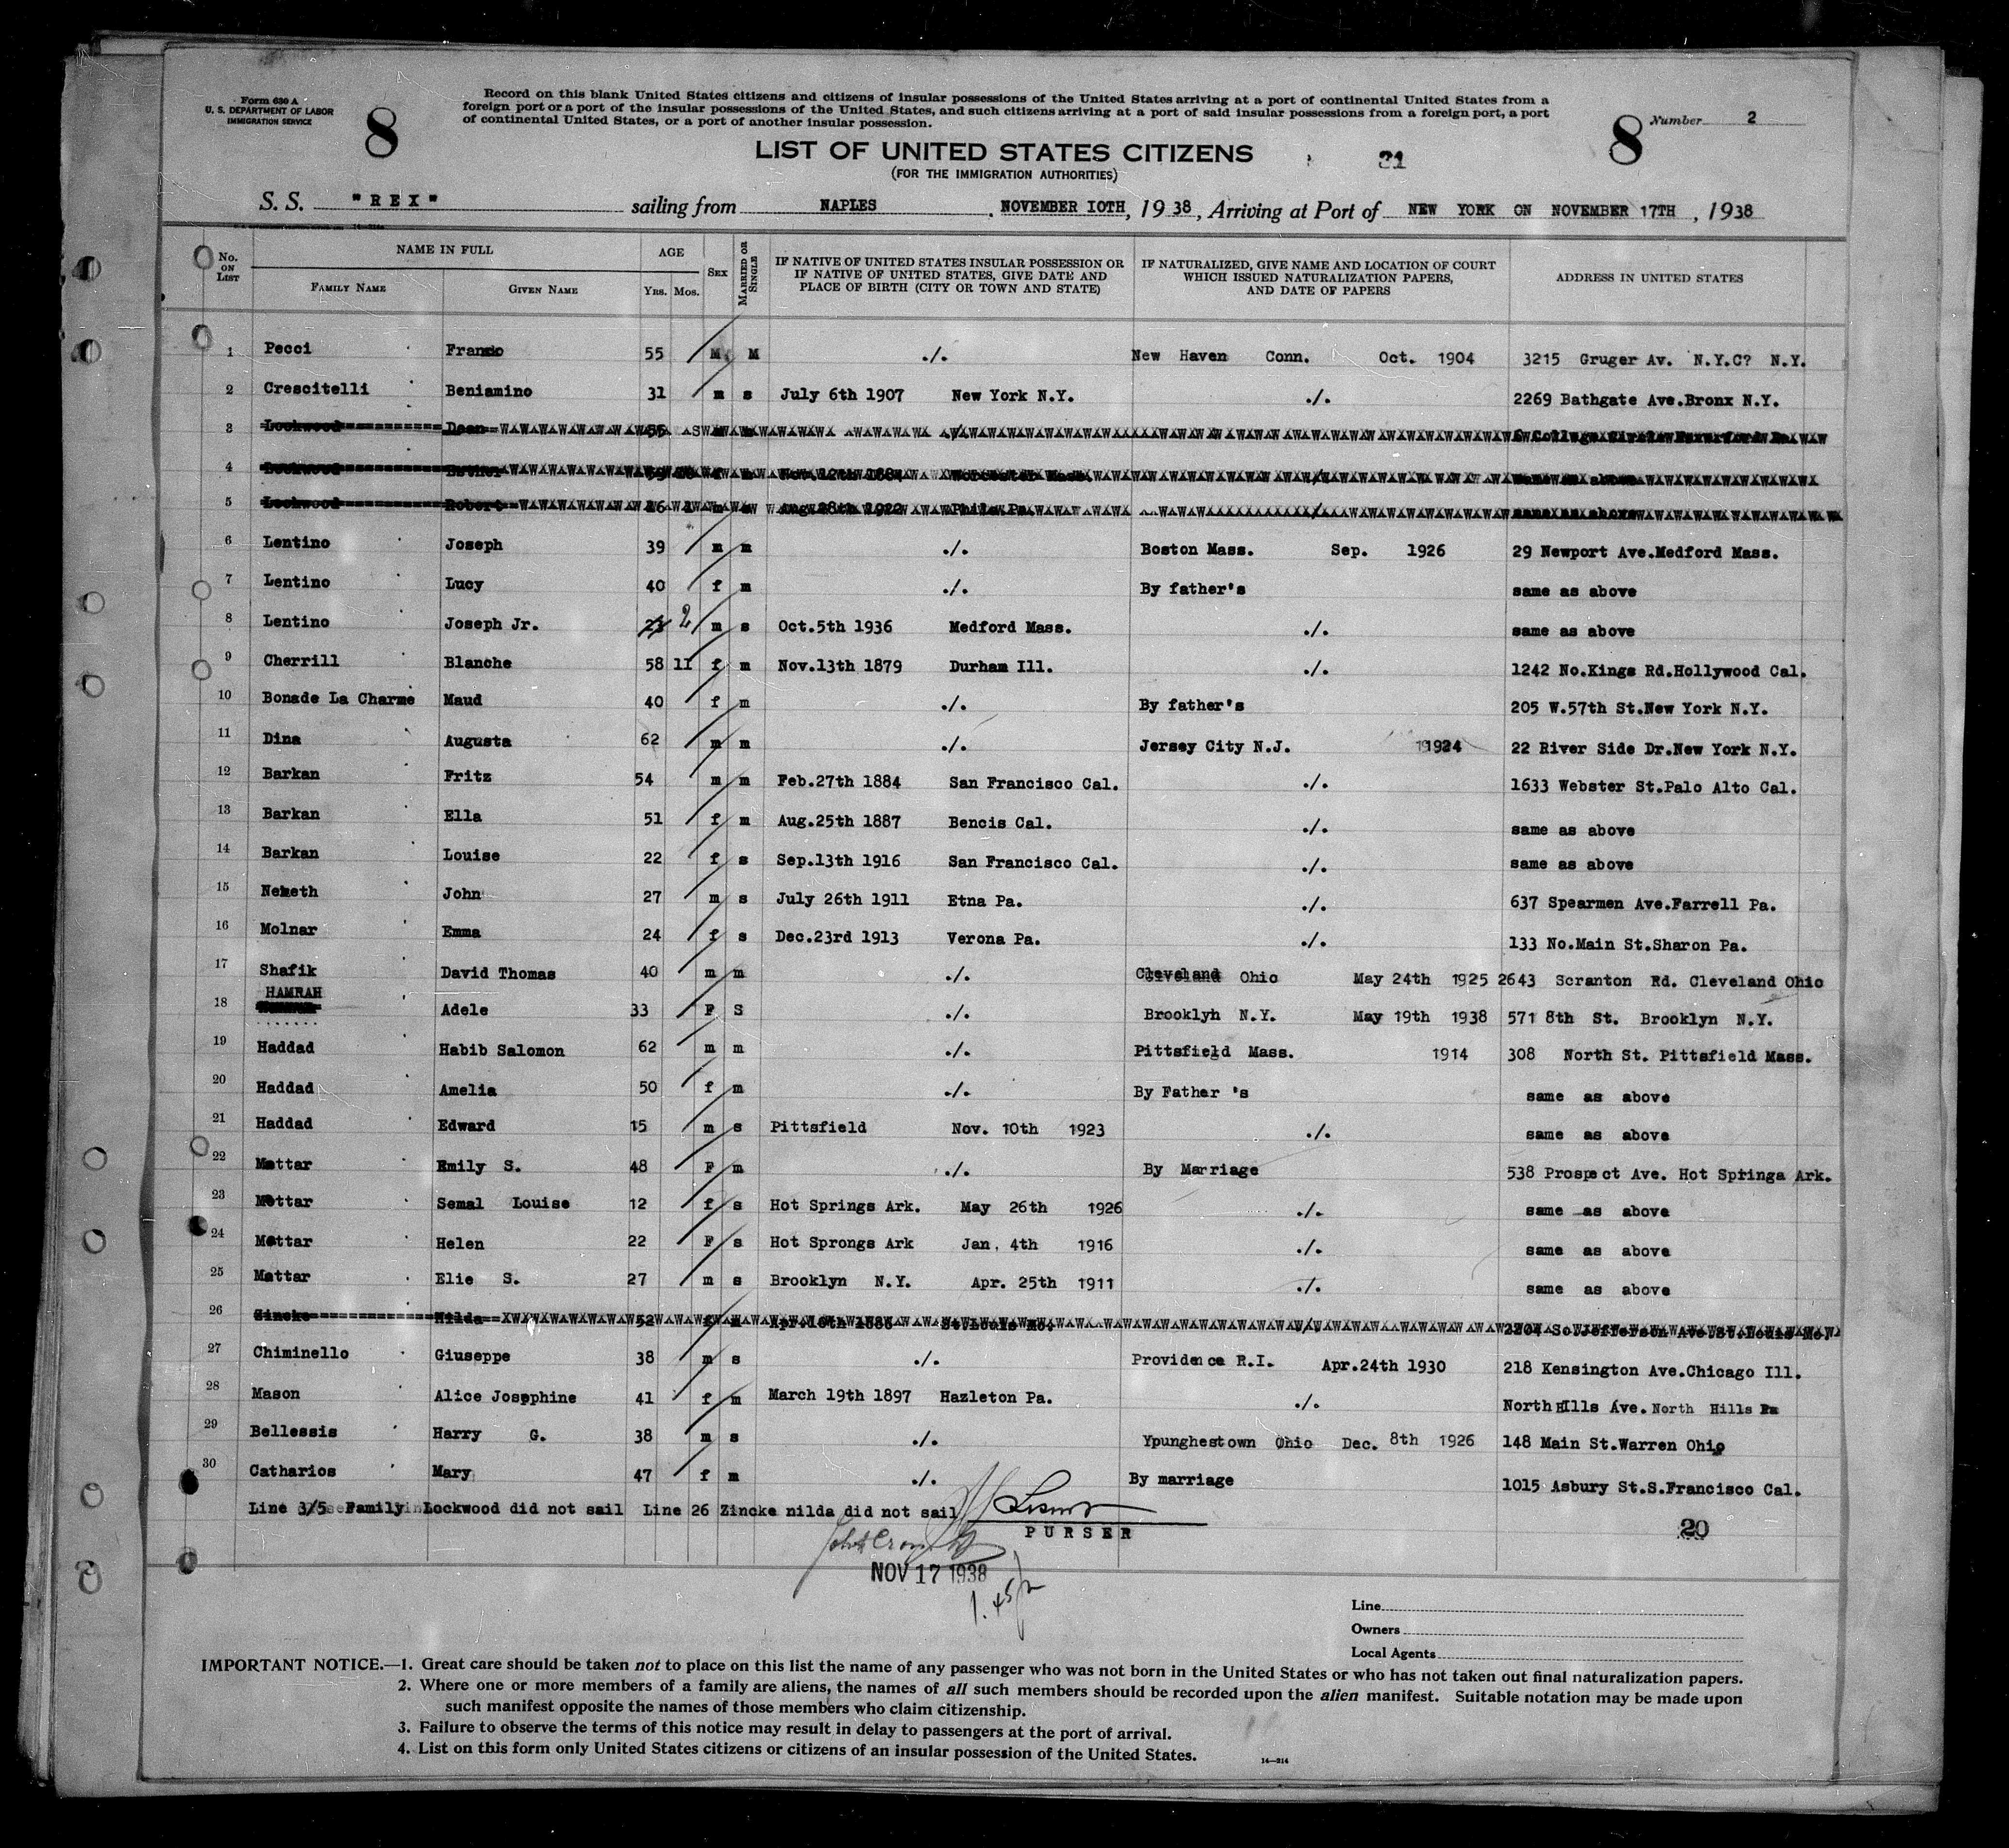 Form 630 A
U. S. DEPARTMENT OF LABOR
IMMIGRATION SERVICE
8
Record on this blank United States citizens and citizens of insular possessions of the United States arriving at a port of continental United States from a
foreign port or a port of the insular possessions of the United States, and such citizens arriving at a port of said insular possessions from a foreign port, a port
of continental United States, or a port of another insular possession.
8
Number 2
LIST OF UNITED STATES CITIZENS
(FOR THE IMMIGRATION AUTHORITIES)
S. S. "REX" sailing from NAPLES , NOVEMBER IOTH, 1938, Arriving at Port of NEW YORK ON NOVEMBER 17TH, 1938
14-214
No. ON LIST NAME IN FULL FAMILY NAME GIVEN NAME AGE YRS. MOS. SEX MARRIED OR SINGLE IF NATIVE OF UNITED STATES INSULAR POSSESSION OR IF NATIVE OF UNITED STATES, GIVE DATE AND PLACE OF BIRTH (CITY OR TOWN AND STATE) IF NATURALIZED, GIVE NAME AND LOCATION OF COURT WHICH ISSUED NATURALIZATION PAPERS, AND DATE OF PAPERS ADDRESS IN UNITED STATES
1 Pecci 55 M M ./. New Haven Conn. Oct. 1904 3215 Gruger Av. N.Y.C? N.Y.
2 Crescitelli Beniamino 31 m s July 6th 1907 New York N.Y. ./. 2269 Bathgate Ave.Bronx N.Y.
3 Lockwood Dean
4 Lockwood Esther
5 Lockwood Robert
6 Lentino Joseph 39 m m ./. Boston Mass. Sep. 1926 29 Newport Ave.Medford Mass.
7 Lentino Lucy 40 f m ./. By father's same as above
8 Lentino Joseph Jr. 2 m s Oct.5th 1936 Medford Mass. ./. same as above
9 Cherrill Blanche 58 11 f m Nov.13th 1879 Durham Ill. ./. 1242 No.Kings Rd.Hollywood Cal.
10 Bonade La Charme Maud 40 f m ./. By father's 205 W.57th St.New York N.Y.
11 Dina Augusta 62 m m ./. Jersey City N.J. 1924 22 River Side Dr.New York N.Y.
12 Barkan Fritz 54 m m Feb.27th 1884 San Francisco Cal. ./. 1633 Webster St.Palo Alto Cal.
13 Barkan Ella 51 f m Aug.25th 1887 Bencis Cal. ./. same as above
14 Barkan Louise 22 f s Sep.13th 1916 San Francisco Cal. ./. same as above
15 Nemeth John 27 m s July 26th 1911 Etna Pa. ./. 637 Spearmen Ave.Farrell Pa.
16 Molnar Emma 24 f s Dec.23rd 1913 Verona Pa. ./. 133 No.Main St.Sharon Pa.
17 Shafik David Thomas 40 m m ./. Cleveland Ohio May 24th 1925 2643 Scranton Rd. Cleveland Ohio
18 HAMRAH Adele 33 F S ./. Brooklyh N.Y. May 19th 1938 571 8th St. Brooklyn N.Y.
19 Haddad Habib Salomon 62 m m ./. Pittsfield Mass. 1914 308 North St. Pittsfield Mass.
20 Haddad Amelia 50 f m ./. By Father 's same as above
21 Haddad Edward 15 m s Pittsfield Nov. 10th 1923 ./. same as above
22 Mattar Emily S. 48 F m ./. By Marriage 538 Prospect Ave. Hot Springa Ark.
23 Mattar Semal Louise 12 f s Hot Springs Ark. May 26th 1926 ./. same as above
24 Mattar Helen 22 F s Hot Sprongs Ark Jan. 4th 1916 ./. same as above
25 Mattar Elie S. 27 m s Brooklyn N.Y. Apr. 25th 1911 ./. same as above
26 Zincke Nilda 52 f m
27 Chiminello Giuseppe 38 m s ./. Providence R.I. Apr.24th 1930 218 Kensington Ave.Chicago Ill.
28 Mason Alice Josephine 41 f m March 19th 1897 Hazleton Pa. ./. North Hills Ave. North Hills Pa
29 Bellessis Harry G. 38 m s ./. Ypunghestown Ohio Dec. 8th 1926 148 Main St.Warren Ohio
30 Catharios Mary 47 f m ./. By marriage 1015 Asbury St.S.Francisco Cal.
Line 3/5 Family Lockwood did not sail Line 26 Zincke nilda did not sail
PURSER
20
NOV 17 1938
Line
Owners
Local Agents
IMPORTANT NOTICE.—1. Great care should be taken not to place on this list the name of any passenger who was not born in the United States or who has not taken out final naturalization papers.
2. Where one or more members of a family are aliens, the names of all such members should be recorded upon the alien manifest. Suitable notation may be made upon
such manifest opposite the names of those members who claim citizenship.
3. Failure to observe the terms of this notice may result in delay to passengers at the port of arrival.
4. List on this form only United States citizens or citizens of an insular possession of the United States.
14-214